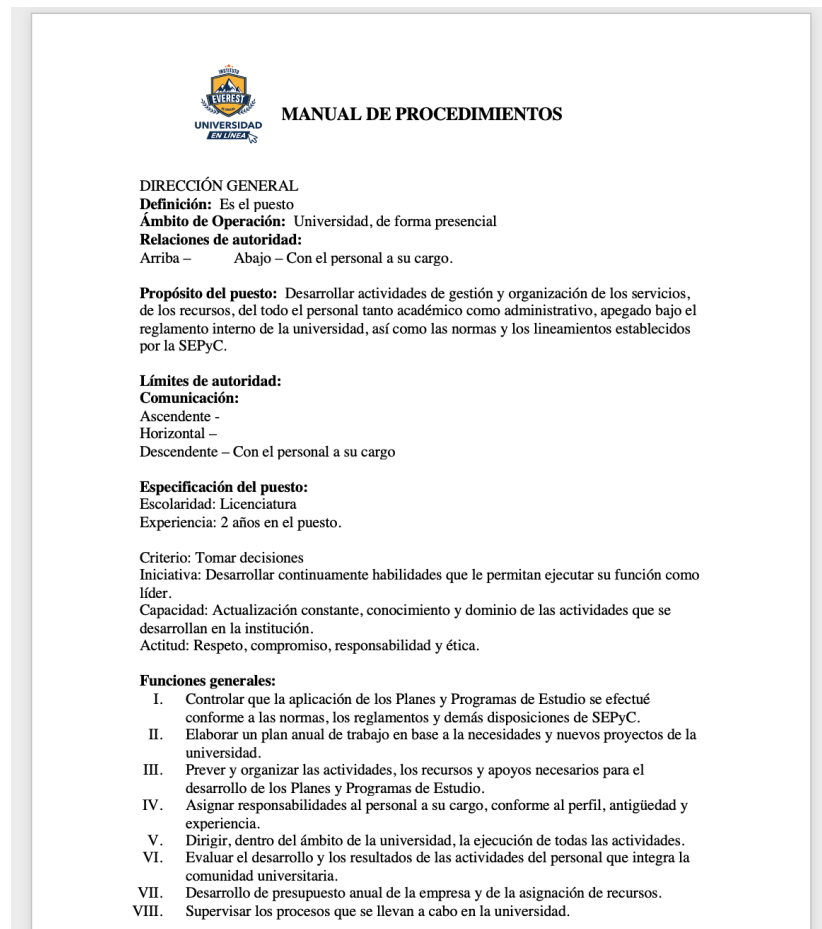 INSTITUTO
EVEREST
UNIVERSIDAD
EN LÍNEA
MANUAL DE PROCEDIMIENTOS
DIRECCIÓN GENERAL
Definición: Es el puesto
Ámbito de Operación: Universidad, de forma presencial
Relaciones de autoridad:
Arriba – Abajo – Con el personal a su cargo.
Propósito del puesto: Desarrollar actividades de gestión y organización de los servicios,
de los recursos, del todo el personal tanto académico como administrativo, apegado bajo el
reglamento interno de la universidad, así como las normas y los lineamientos establecidos
por la SEPyC.
Límites de autoridad:
Comunicación:
Ascendente -
Horizontal –
Descendente – Con el personal a su cargo
Especificación del puesto:
Escolaridad: Licenciatura
Experiencia: 2 años en el puesto.
Criterio: Tomar decisiones
Iniciativa: Desarrollar continuamente habilidades que le permitan ejecutar su función como
líder.
Capacidad: Actualización constante, conocimiento y dominio de las actividades que se
desarrollan en la institución.
Actitud: Respeto, compromiso, responsabilidad y ética.
Funciones generales:
I. Controlar que la aplicación de los Planes y Programas de Estudio se efectué
conforme a las normas, los reglamentos y demás disposiciones de SEPyC.
II. Elaborar un plan anual de trabajo en base a la necesidades y nuevos proyectos de la
universidad.
III. Prever y organizar las actividades, los recursos y apoyos necesarios para el
desarrollo de los Planes y Programas de Estudio.
IV. Asignar responsabilidades al personal a su cargo, conforme al perfil, antigüedad y
experiencia.
V. Dirigir, dentro del ámbito de la universidad, la ejecución de todas las actividades.
VI. Evaluar el desarrollo y los resultados de las actividades del personal que integra la
comunidad universitaria.
VII. Desarrollo de presupuesto anual de la empresa y de la asignación de recursos.
VIII. Supervisar los procesos que se llevan a cabo en la universidad.